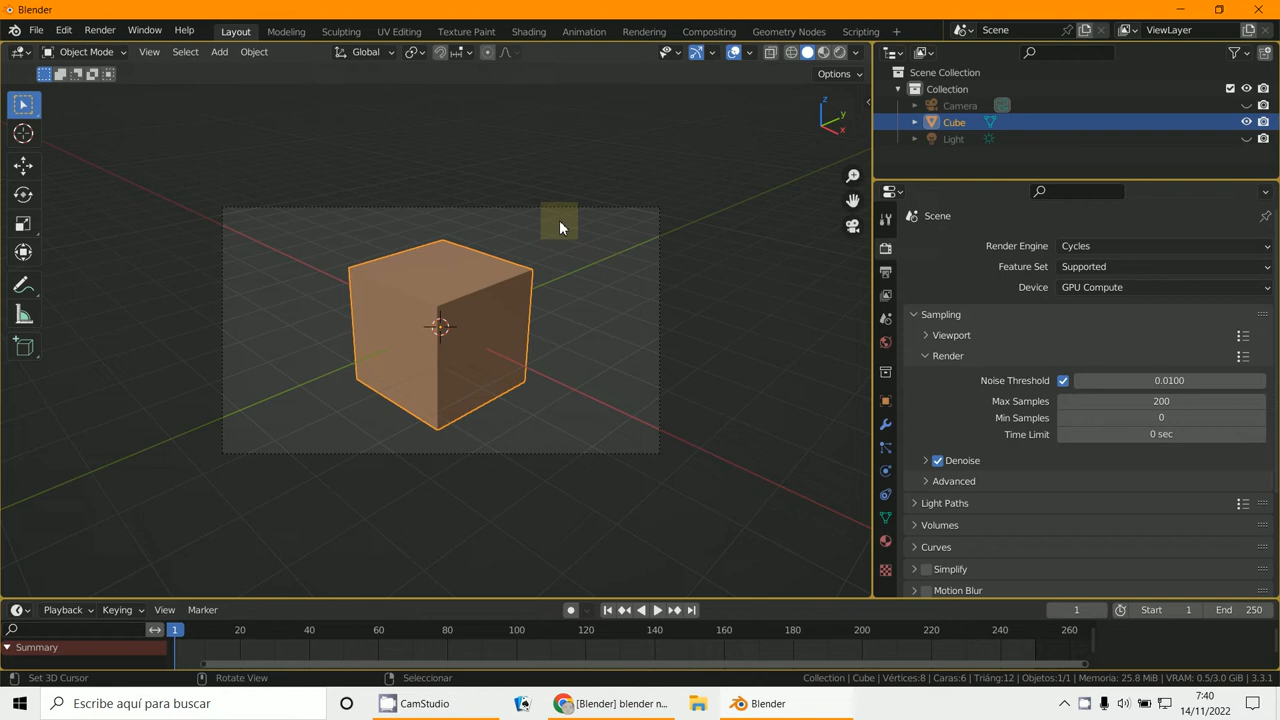 Blender
File Edit Render Window Help Layout Modeling Sculpting UV Editing Texture Paint Shading Animation Rendering Compositing Geometry Nodes Scripting + Scene ViewLayer
Object Mode View Select Add Object Global
Options
z
y
x
Scene Collection
Collection
Camera
Cube
Light
Scene
Render Engine Cycles
Feature Set Supported
Device GPU Compute
Sampling
Viewport
Render
Noise Threshold 0.0100
Max Samples 200
Min Samples 0
Time Limit 0 sec
Denoise
Advanced
Light Paths
Volumes
Curves
Simplify
Motion Blur
Playback Keying View Marker 1 Start 1 End 250
1 20 40 60 80 100 120 140 160 180 200 220 240 260
Summary
Set 3D Cursor Rotate View Seleccionar Collection | Cube | Vértices:8 | Caras:6 | Triáng:12 | Objetos:1/1 | Memoria: 25.8 MiB | VRAM: 0.5/3.0 GiB | 3.3.1
Escribe aquí para buscar CamStudio [Blender] blender n... Blender 7:40
14/11/2022